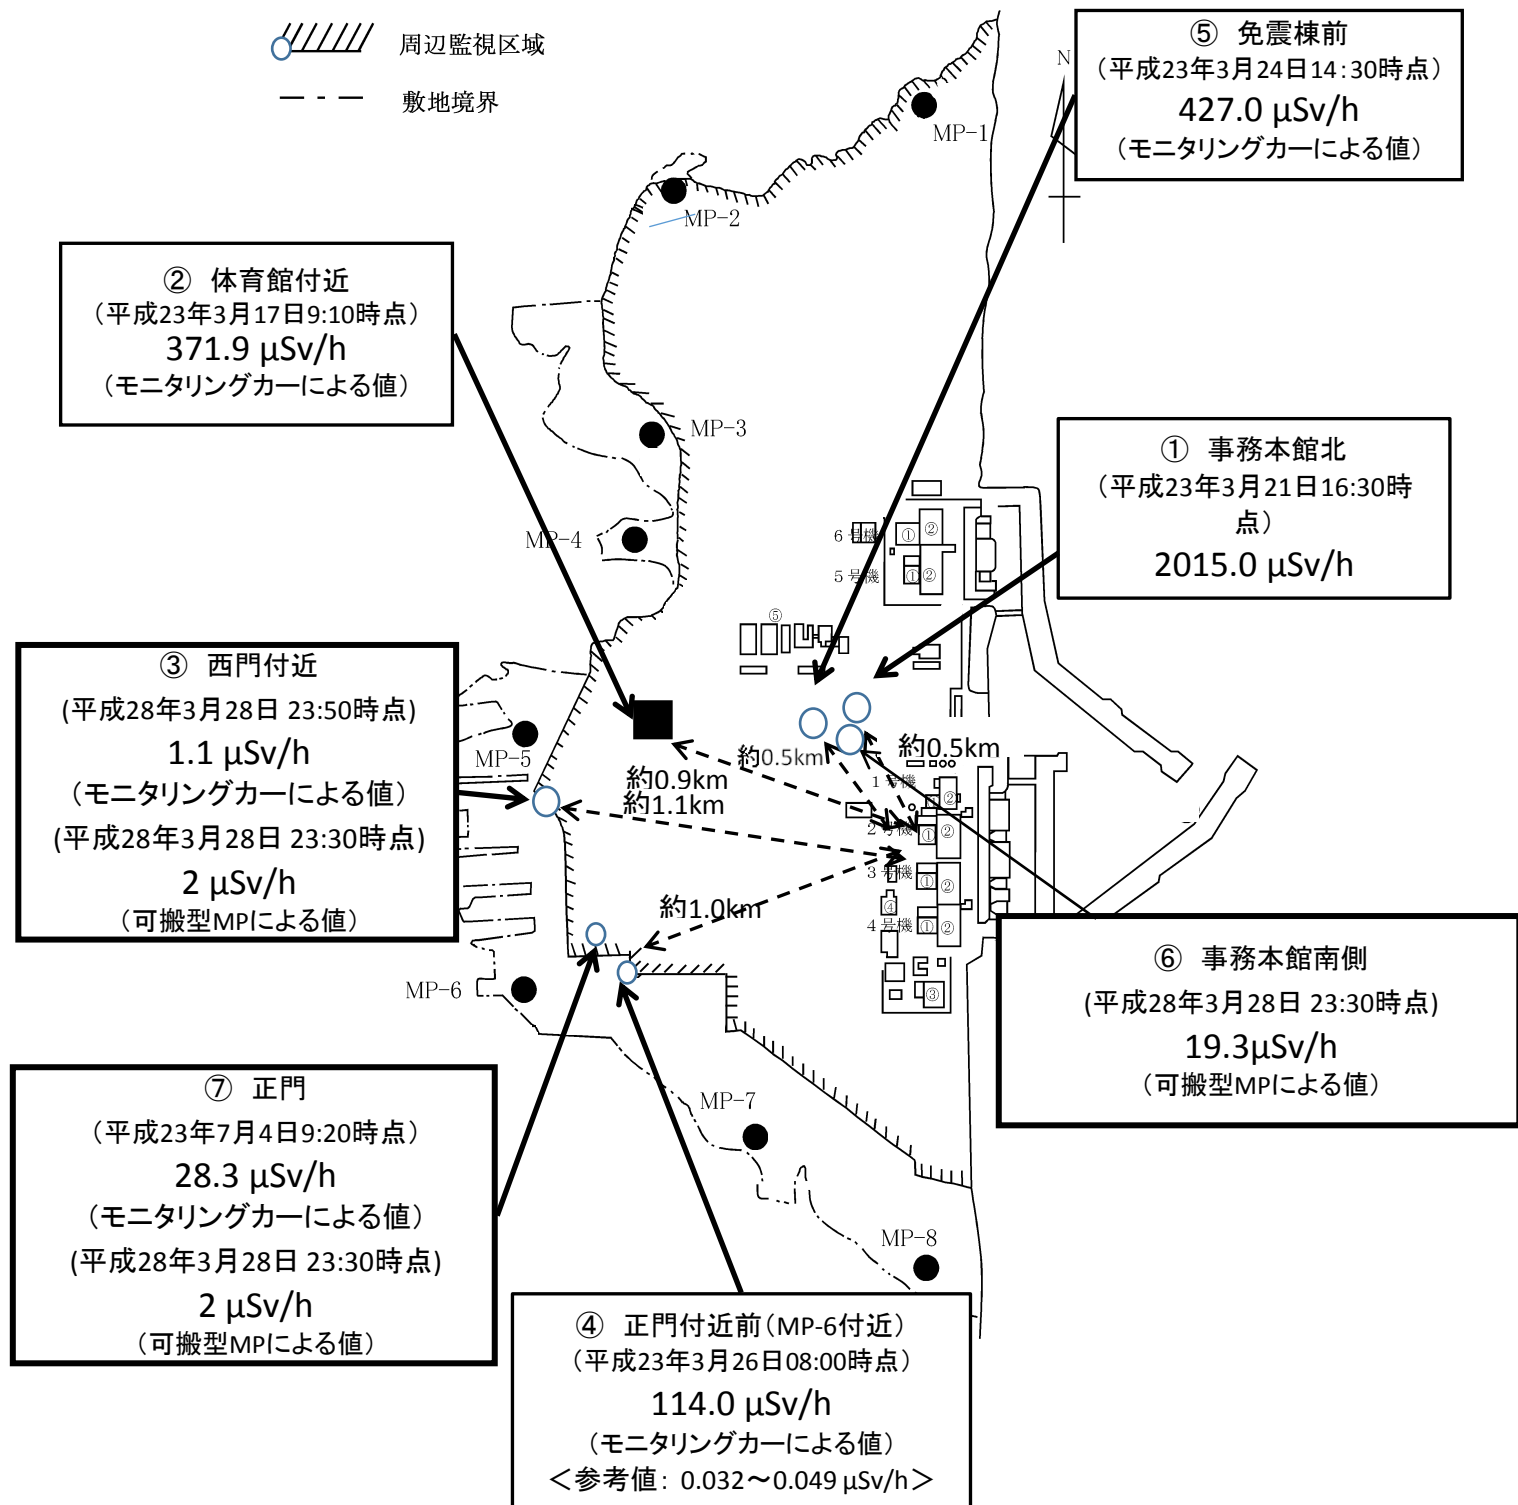 周辺監視区域
敷地境界
⑤ 免震棟前
(平成23年3月24日14:30時点)
427.0 μSv/h
(モニタリングカーによる値)
N
MP-1
MP-2
② 体育館付近
(平成23年3月17日9:10時点)
371.9 μSv/h
(モニタリングカーによる値)
MP-3
① 事務本館北
(平成23年3月21日16:30時
点)
2015.0 μSv/h
MP-4
6号機
① ②
5号機
① ②
⑤
③ 西門付近
(平成28年3月28日 23:50時点)
1.1 μSv/h
(モニタリングカーによる値)
(平成28年3月28日 23:30時点)
2 μSv/h
(可搬型MPによる値)
MP-5
約0.5km
約0.5km
約0.9km
約1.1km
1号機
① ②
2号機
① ②
3号機
① ②
④
4号機
① ②
③
約1.0km
MP-6
⑥ 事務本館南側
(平成28年3月28日 23:30時点)
19.3μSv/h
(可搬型MPによる値)
⑦ 正門
(平成23年7月4日9:20時点)
28.3 μSv/h
(モニタリングカーによる値)
(平成28年3月28日 23:30時点)
2 μSv/h
(可搬型MPによる値)
MP-7
MP-8
④ 正門付近前(MP-6付近)
(平成23年3月26日08:00時点)
114.0 μSv/h
(モニタリングカーによる値)
<参考値: 0.032～0.049 μSv/h>